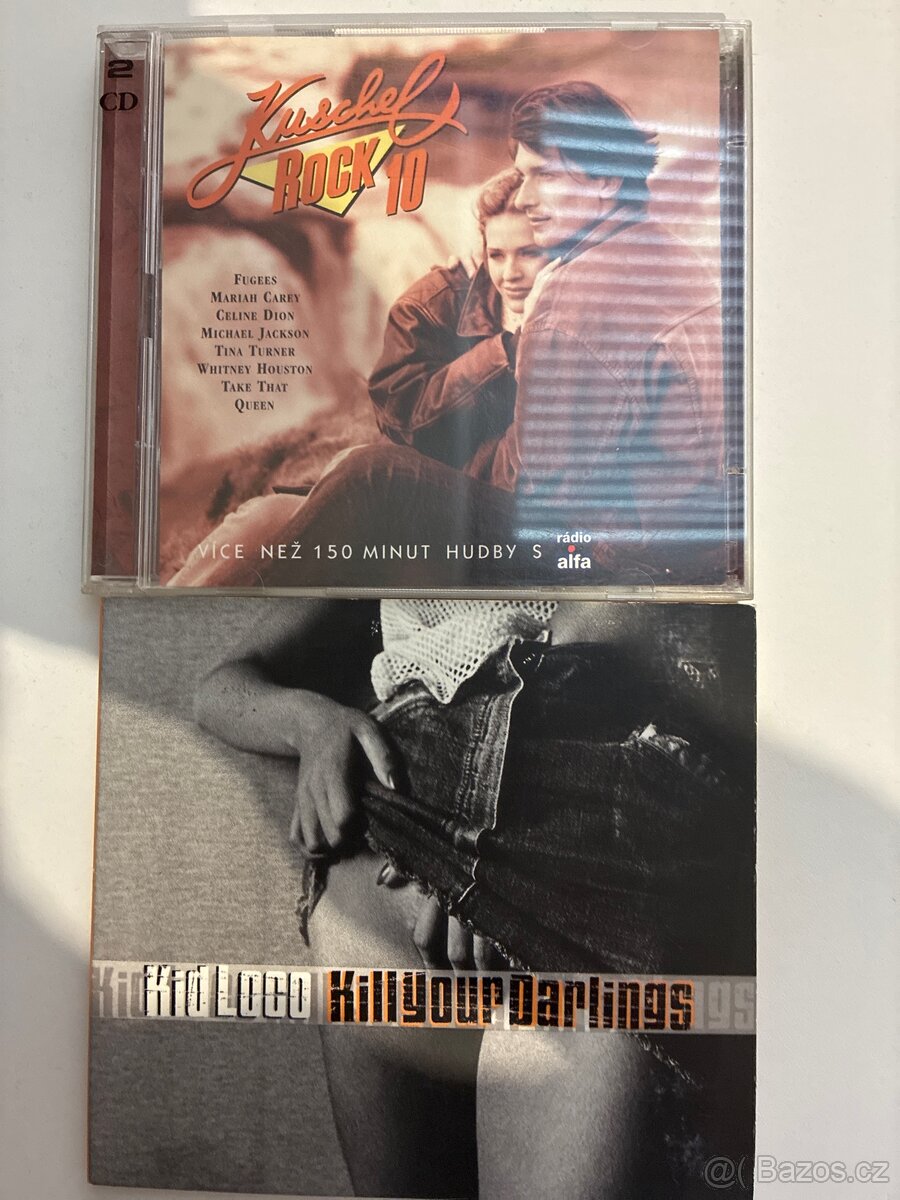 2
CD
Kuschel
ROCK 10
FUGEES
MARIAH CAREY
CELINE DION
MICHAEL JACKSON
TINA TURNER
WHITNEY HOUSTON
TAKE THAT
QUEEN
VÍCE NEŽ 150 MINUT HUDBY S rádio alfa
Kid Loco Kill Your Darlings
@( Bazos.cz